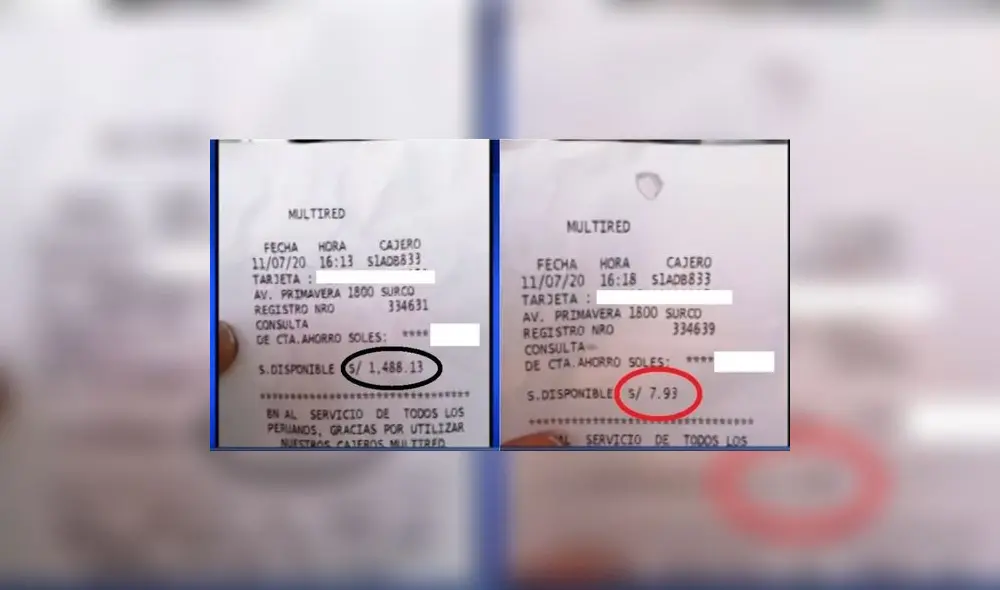 MULTIRED
FECHA HORA CAJERO
11/07/20 16:13 S1ADB833
TARJETA :
AV. PRIMAVERA 1800 SURCO
REGISTRO NRO 334631
CONSULTA
DE CTA.AHORRO SOLES: ****
S.DISPONIBLE S/ 1,488.13
********************************
BN AL SERVICIO DE TODOS LOS
PERUANOS, GRACIAS POR UTILIZAR
NUESTROS CAJEROS MULTIRED
MULTIRED
FECHA HORA CAJERO
11/07/20 16:18 S1ADB833
TARJETA :
AV. PRIMAVERA 1800 SURCO
REGISTRO NRO 334639
CONSULTA
DE CTA.AHORRO SOLES: ****
S.DISPONIBLE S/ 7.93
********************************
AL SERVICIO DE TODOS LOS